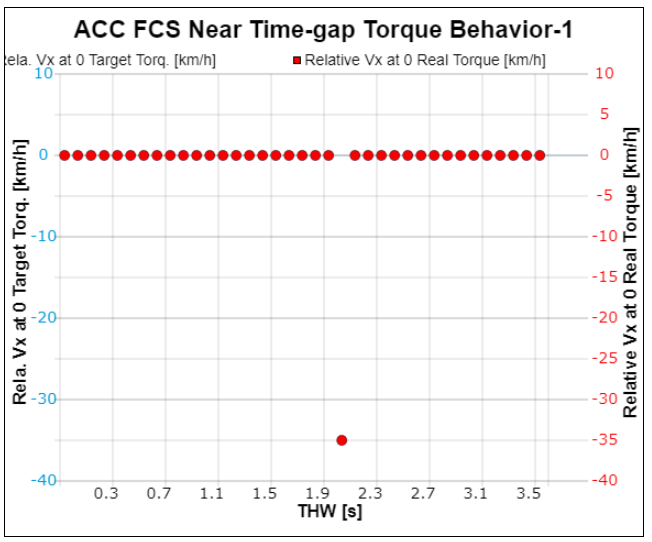 ACC FCS Near Time-gap Torque Behavior-1
Vx at 0 Target Torq. [km/h] Relative Vx at 0 Real Torque [km/h]
10 10
5
0 0
-5
-10 -10
-15
-20 -20
-25
-30 -30
-35
-40 -40
Rela. Vx at 0 Target Torq. [km/h]
Relative Vx at 0 Real Torque [km/h]
0.3 0.7 1.1 1.5 1.9 2.3 2.7 3.1 3.5
THW [s]